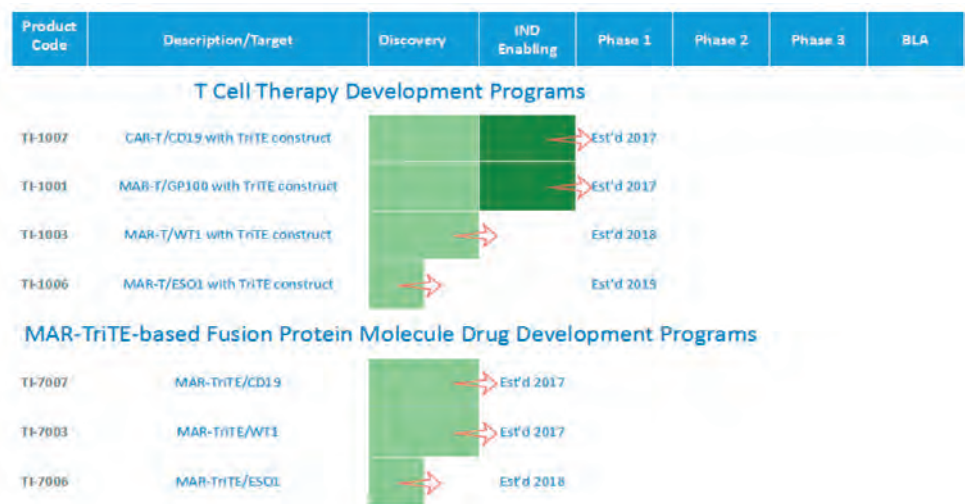 Product Code Description/Target Discovery IND Enabling Phase 1 Phase 2 Phase 3 BLA
T Cell Therapy Development Programs
TI-1007 CAR-T/CD19 with TriTE construct Est'd 2017
TI-1001 MAR-T/GP100 with TriTE construct Est'd 2017
TI-1003 MAR-T/WT1 with TriTE construct Est'd 2018
TI-1006 MAR-T/ESO1 with TriTE construct Est'd 2019
MAR-TriTE-based Fusion Protein Molecule Drug Development Programs
TI-7007 MAR-TriTE/CD19 Est'd 2017
TI-7003 MAR-TriTE/WT1 Est'd 2017
TI-7006 MAR-TriTE/ESO1 Est'd 2018